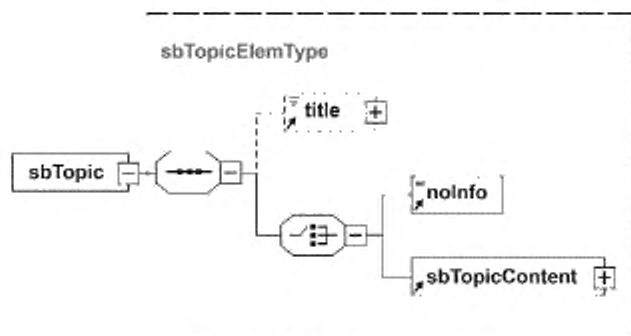 sbTopicElemType
title
sbTopic
noInfo
sbTopicContent